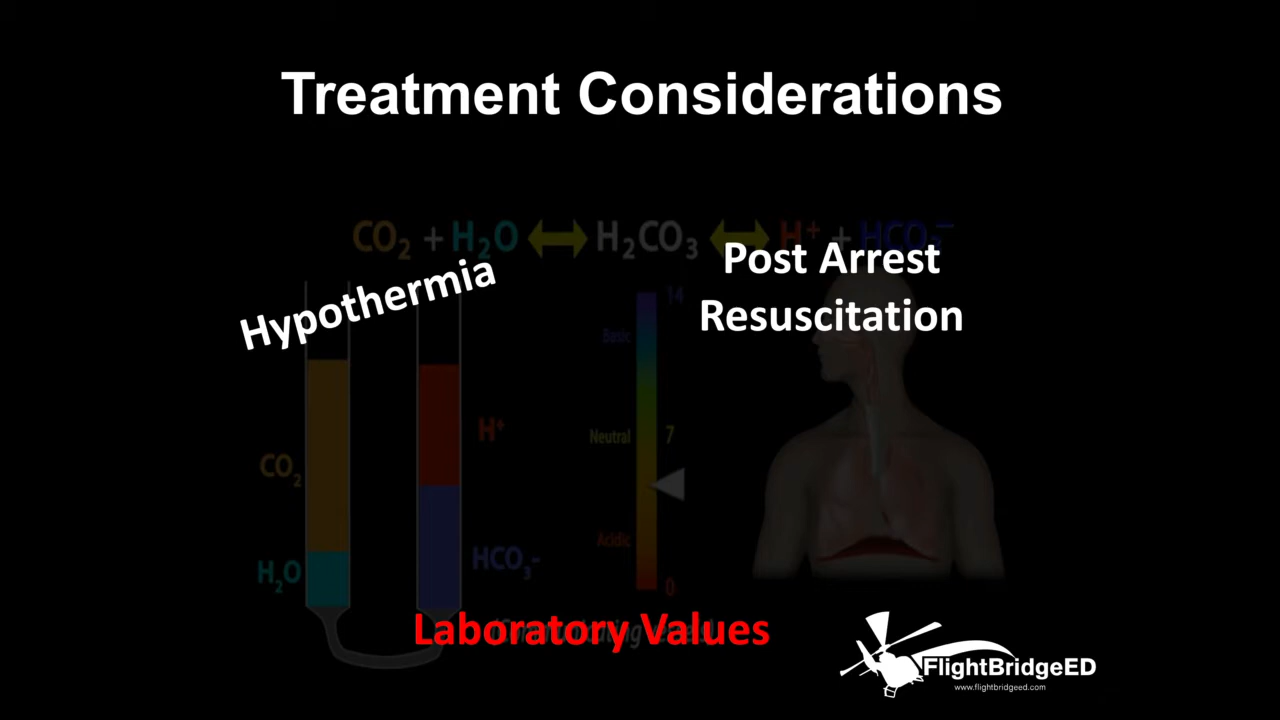 Treatment Considerations
CO₂ + H₂O ⟷ H₂CO₃ ⟷ H⁺ + HCO₃⁻
Hypothermia
Post Arrest
Resuscitation
14
Basic
Neutral
7
H⁺
CO₂
Acidic
HCO₃⁻
H₂O
0
Laboratory Values
FlightBridgeED
www.flightbridgeed.com